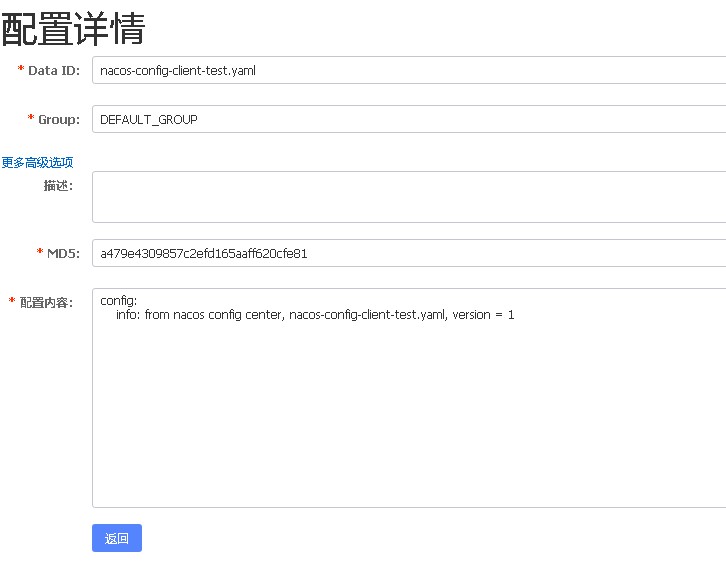 配置详情
* Data ID: nacos-config-client-test.yaml
* Group: DEFAULT_GROUP
更多高级选项
描述:
* MD5: a479e4309857c2efd165aaff620cfe81
* 配置内容: config:
info: from nacos config center, nacos-config-client-test.yaml, version = 1
返回